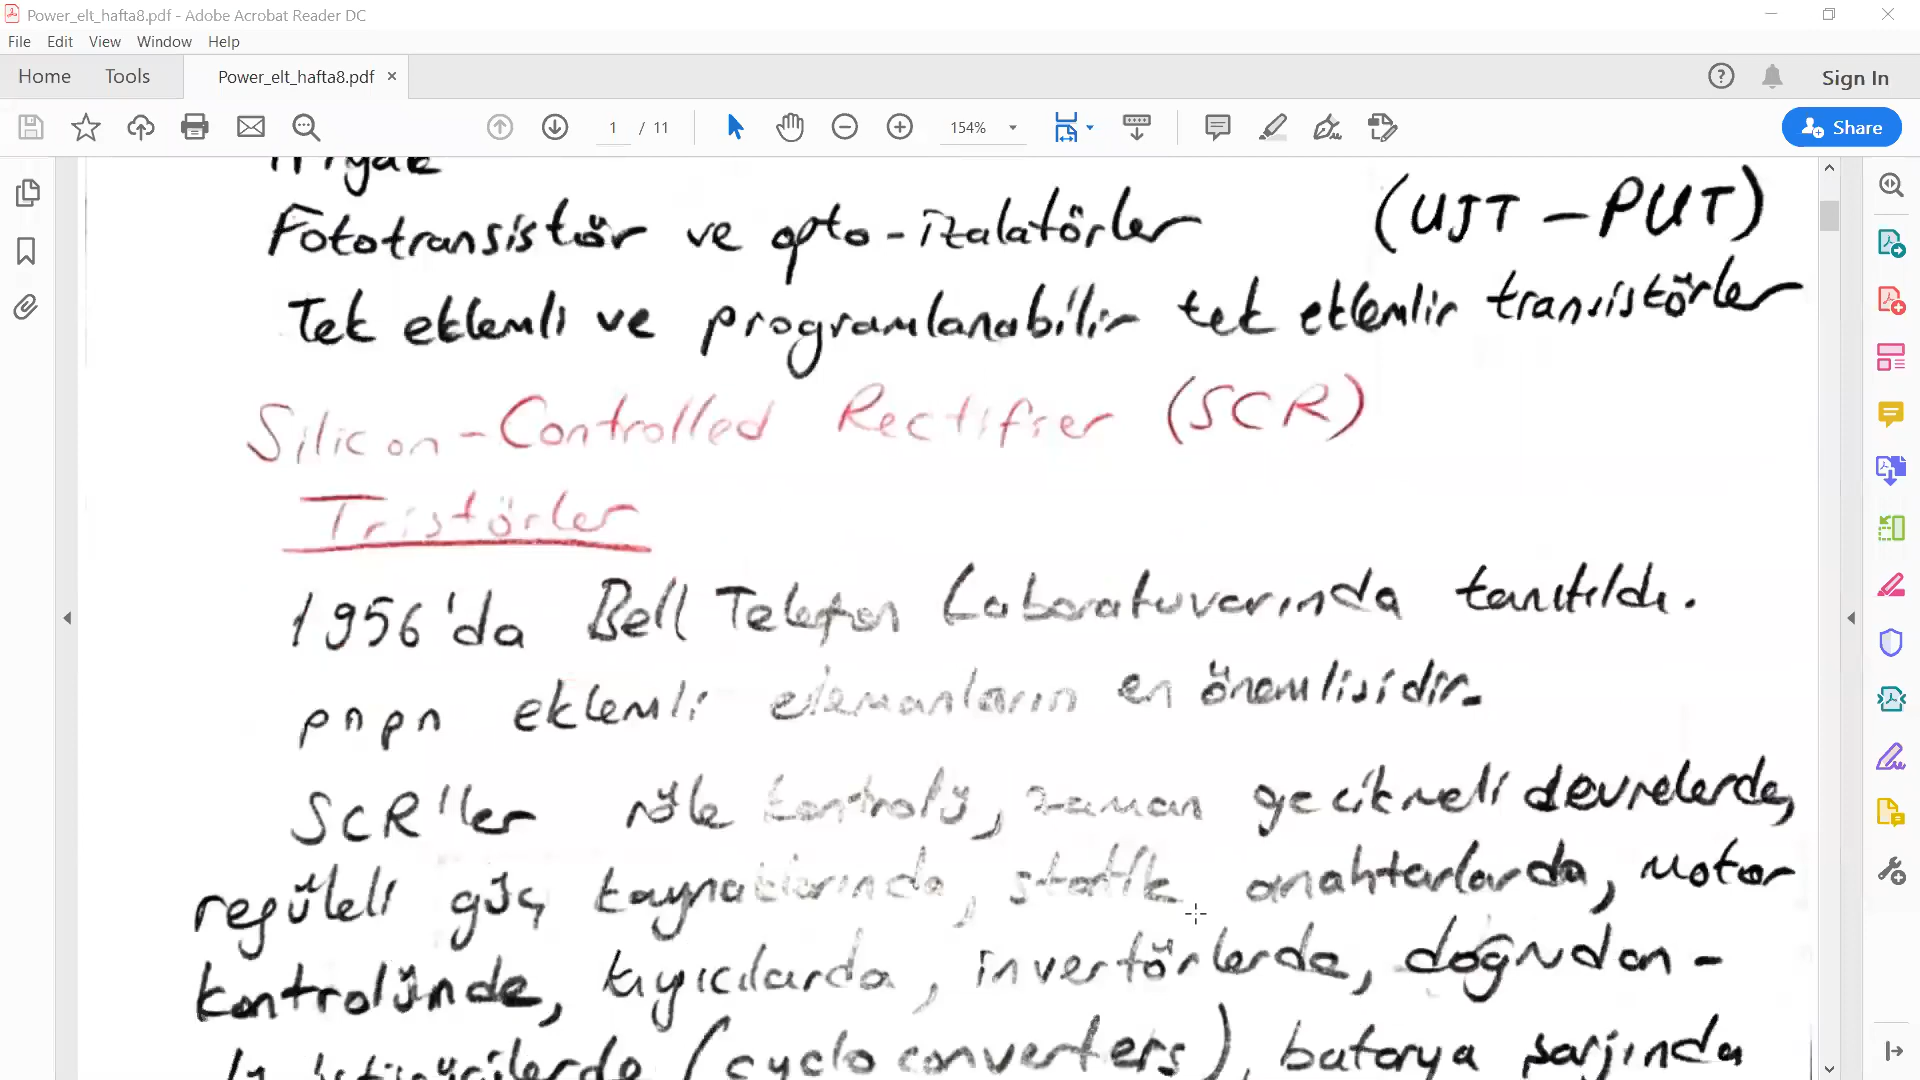 Power_elt_hafta8.pdf - Adobe Acrobat Reader DC
File Edit View Window Help
Home Tools Power_elt_hafta8.pdf × Sign In
1 / 11 154% Share
Fototransistör ve opto-izalatörler (UJT-PUT)
Tek eklemli ve programlanabilir tek eklemlir transistörler
Silicon-Controlled Rectifier (SCR)
Tristörler
1956'da Bell Telefon Laboratuvarında tanıtıldı.
pnpn eklemli elemanların en önemlisidir.
SCR'ler röle kontrolü, zaman gecikmeli devrelerde,
regüleli güç kaynaklarında, statik anahtarlarda, motor
kontrolünde, kıyıcılarda, invertörlerde, doğrudan-
(cyclo converters), batarya şarjında